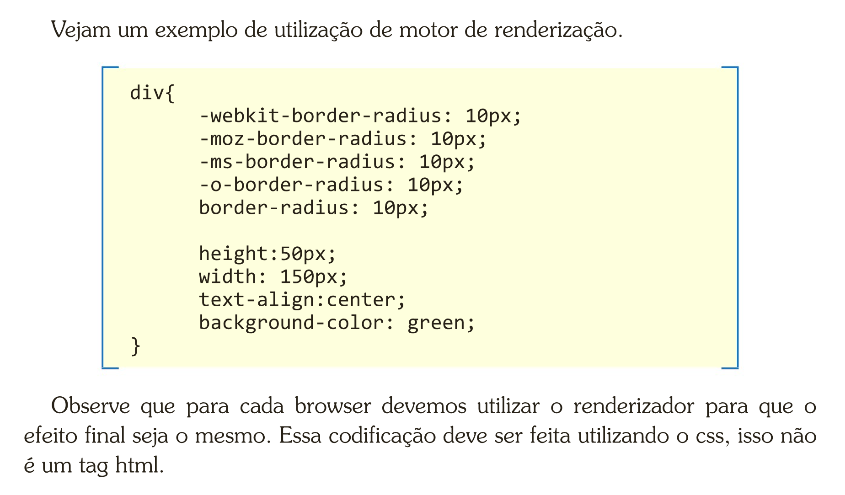 Vejam um exemplo de utilização de motor de renderização.
div{
-webkit-border-radius: 10px;
-moz-border-radius: 10px;
-ms-border-radius: 10px;
-o-border-radius: 10px;
border-radius: 10px;
height:50px;
width: 150px;
text-align:center;
background-color: green;
}
Observe que para cada browser devemos utilizar o renderizador para que o
efeito final seja o mesmo. Essa codificação deve ser feita utilizando o css, isso não
é um tag html.